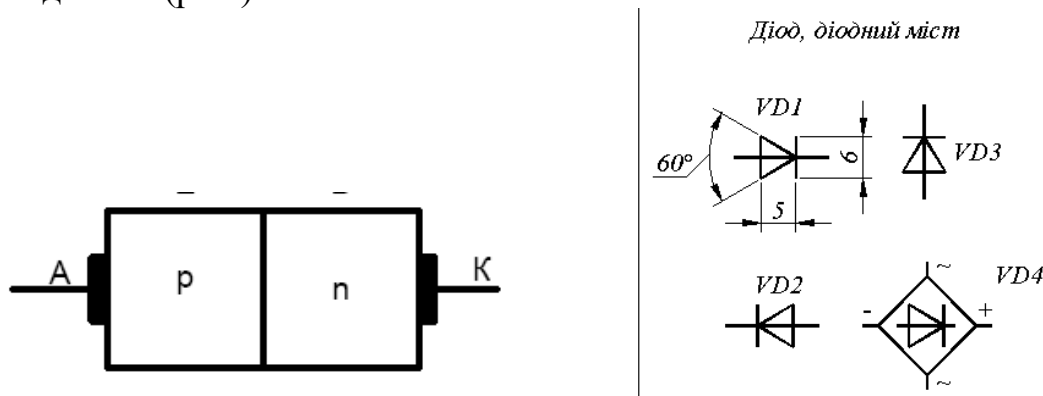 Діод, діодний міст
VD1
60°
6
5
VD3
VD2
VD4
~
- +
~
– –
A p n К